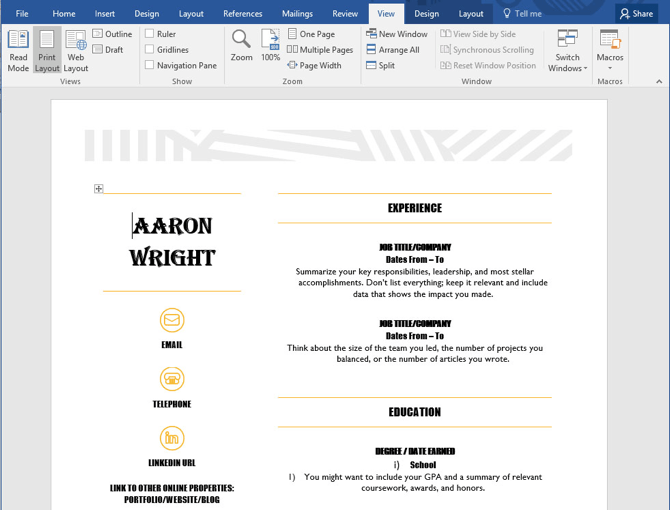 File Home Insert Design Layout References Mailings Review View Design Layout Tell me Share
Read Mode
Print Layout
Web Layout
Outline
Draft
Views
Ruler
Gridlines
Navigation Pane
Show
Zoom
100%
One Page
Multiple Pages
Page Width
Zoom
New Window
Arrange All
Split
View Side by Side
Synchronous Scrolling
Reset Window Position
Window
Switch Windows
Macros
Macros
AARON
WRIGHT
EMAIL
TELEPHONE
in
LINKEDIN URL
LINK TO OTHER ONLINE PROPERTIES:
PORTFOLIO/WEBSITE/BLOG
EXPERIENCE
JOB TITLE/COMPANY
Dates From – To
Summarize your key responsibilities, leadership, and most stellar
accomplishments. Don't list everything; keep it relevant and include
data that shows the impact you made.
JOB TITLE/COMPANY
Dates From – To
Think about the size of the team you led, the number of projects you
balanced, or the number of articles you wrote.
EDUCATION
DEGREE / DATE EARNED
i) School
1) You might want to include your GPA and a summary of relevant
coursework, awards, and honors.